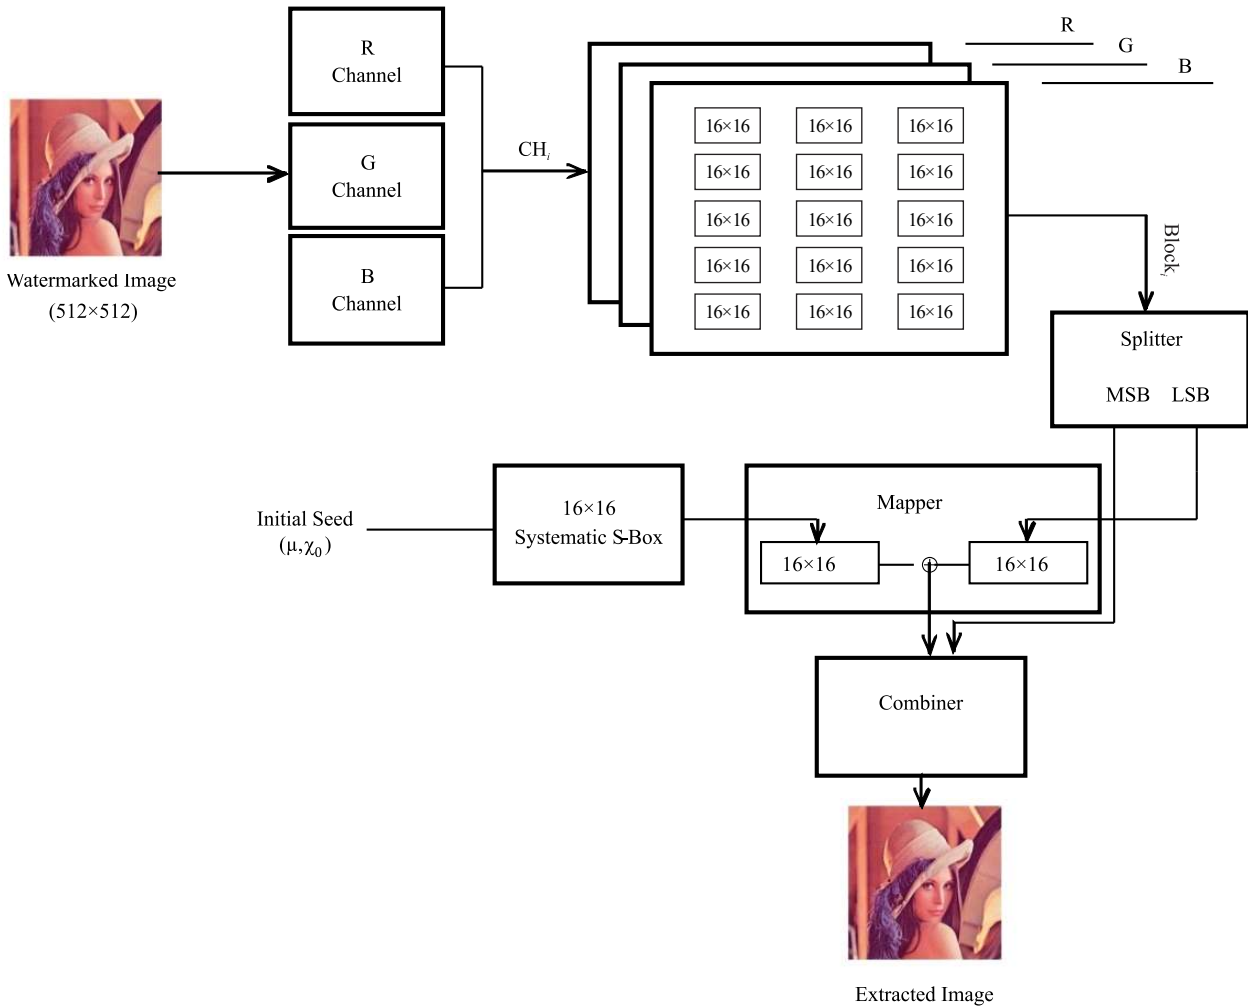 R
Channel
G
Channel
B
Channel
Watermarked Image
(512×512)
CHᵢ
R
G
B
16×16 16×16 16×16
16×16 16×16 16×16
16×16 16×16 16×16
16×16 16×16 16×16
16×16 16×16 16×16
Blockᵢ
Splitter
MSB LSB
Initial Seed
(μ,χ₀)
16×16
Systematic S-Box
Mapper
16×16 16×16
Combiner
Extracted Image